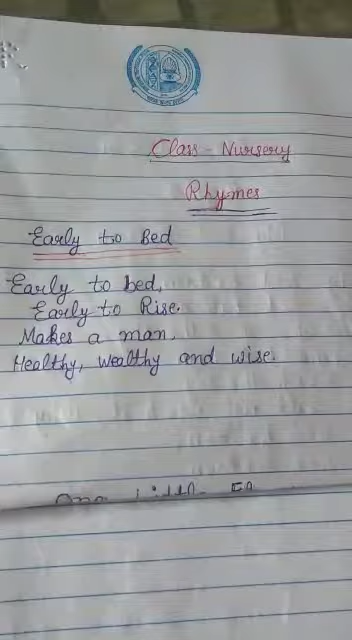 Class - Nursery
Rhymes
Early to Bed
Early to bed,
Early to Rise.
Makes a man,
Healthy, wealthy and wise.